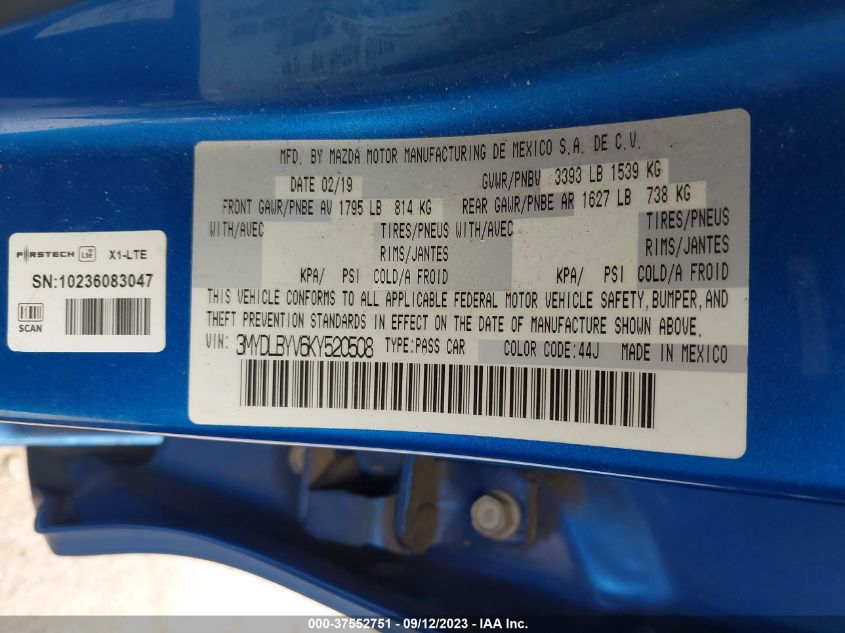 MFD. BY MAZDA MOTOR MANUFACTURING DE MEXICO S.A. DE C.V.
DATE 02/19 GVWR/PNBV 3393 LB 1539 KG
FRONT GAWR/PNBE AV 1795 LB 814 KG REAR GAWR/PNBE AR 1627 LB 738 KG
WITH/AVEC TIRES/PNEUS WITH/AVEC TIRES/PNEUS
RIMS/JANTES RIMS/JANTES
KPA/ PSI COLD/A FROID KPA/ PSI COLD/A FROID
THIS VEHICLE CONFORMS TO ALL APPLICABLE FEDERAL MOTOR VEHICLE SAFETY, BUMPER, AND
THEFT PREVENTION STANDARDS IN EFFECT ON THE DATE OF MANUFACTURE SHOWN ABOVE.
VIN: 3MYDLBYV6KY520508 TYPE:PASS CAR COLOR CODE:44J MADE IN MEXICO
FIRSTECH LTE X1-LTE
SN:10236083047
SCAN
000-37552751 - 09/12/2023 - IAA Inc.